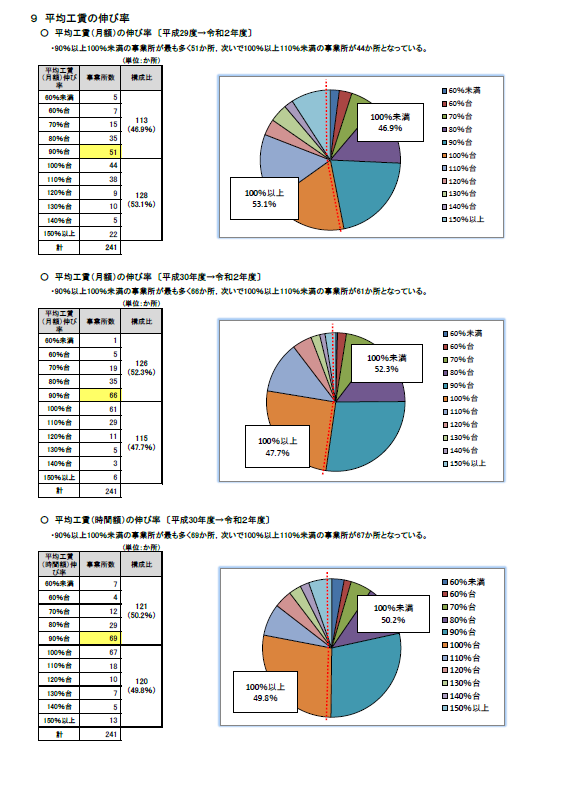 ９ 平均工賃の伸び率
○ 平均工賃（月額）の伸び率 〔平成29度→令和２年度〕
・90％以上100％未満の事業所が最も多く51か所，次いで100％以上110％未満の事業所が44か所となっている。
（単位：か所）
平均工賃（月額）伸び率 事業所数 構成比
60％未満 5
60％台 7
70％台 15
80％台 35
90％台 51
113（46.9％）
100％台 44
110％台 38
120％台 9
130％台 10
140％台 5
150％以上 22
128（53.1％）
計 241
100％未満
46.9％
100％以上
53.1％
60％未満
60％台
70％台
80％台
90％台
100％台
110％台
120％台
130％台
140％台
150％以上
○ 平均工賃（月額）の伸び率 〔平成30年度→令和２年度〕
・90％以上100％未満の事業所が最も多く66か所，次いで100％以上110％未満の事業所が61か所となっている。
（単位：か所）
平均工賃（月額）伸び率 事業所数 構成比
60％未満 1
60％台 5
70％台 19
80％台 35
90％台 66
126（52.3％）
100％台 61
110％台 29
120％台 11
130％台 5
140％台 3
150％以上 6
115（47.7％）
計 241
100％未満
52.3％
100％以上
47.7％
60％未満
60％台
70％台
80％台
90％台
100％台
110％台
120％台
130％台
140％台
150％以上
○ 平均工賃（時間額）の伸び率 〔平成30年度→令和２年度〕
・90％以上100％未満の事業所が最も多く69か所，次いで100％以上110％未満の事業所が67か所となっている。
（単位：か所）
平均工賃（時間額）伸び率 事業所数 構成比
60％未満 7
60％台 4
70％台 12
80％台 29
90％台 69
121（50.2％）
100％台 67
110％台 18
120％台 10
130％台 7
140％台 5
150％以上 13
120（49.8％）
計 241
100％未満
50.2％
100％以上
49.8％
60％未満
60％台
70％台
80％台
90％台
100％台
110％台
120％台
130％台
140％台
150％以上